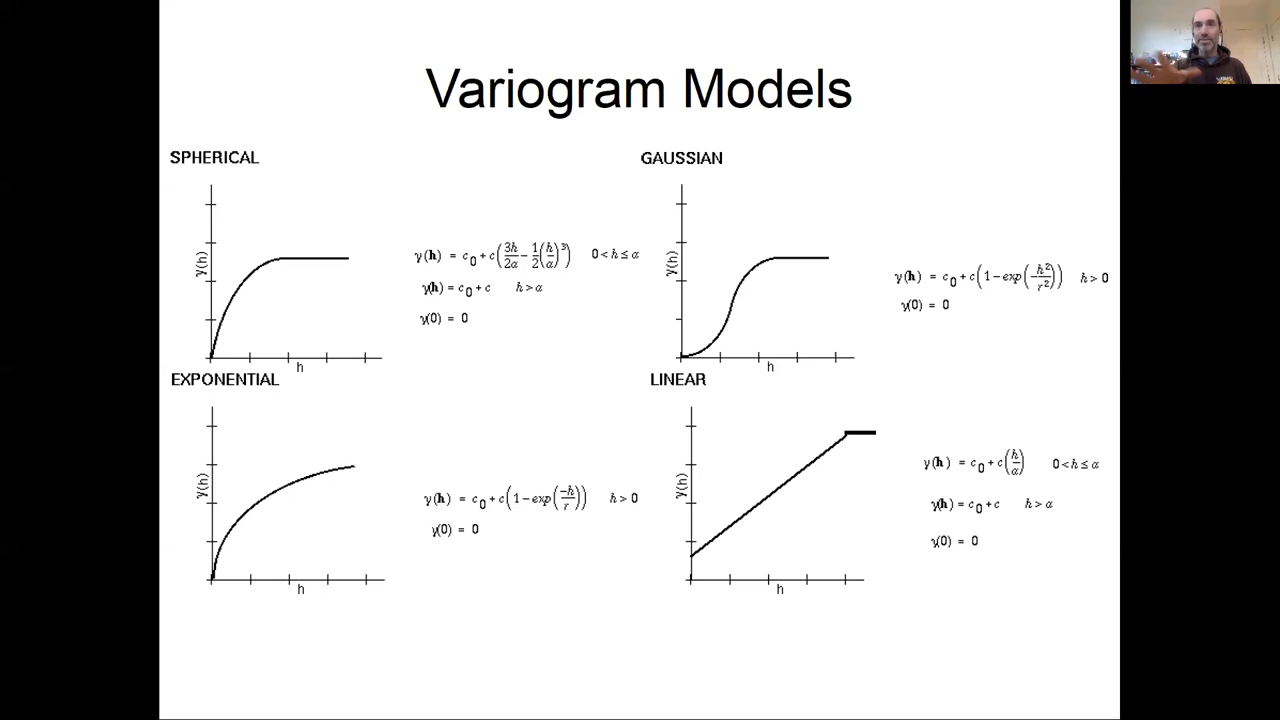 Variogram Models
SPHERICAL
γ(h)
h
γ(h) = c₀ + c(3h/2a − 1/2(h/a)³) 0 < h ≤ a
γ(h) = c₀ + c h > a
γ(0) = 0
GAUSSIAN
γ(h)
h
γ(h) = c₀ + c(1 − exp(−h²/r²)) h > 0
γ(0) = 0
EXPONENTIAL
γ(h)
h
γ(h) = c₀ + c(1 − exp(−h/r)) h > 0
γ(0) = 0
LINEAR
γ(h)
h
γ(h) = c₀ + c(h/a) 0 < h ≤ a
γ(h) = c₀ + c h > a
γ(0) = 0